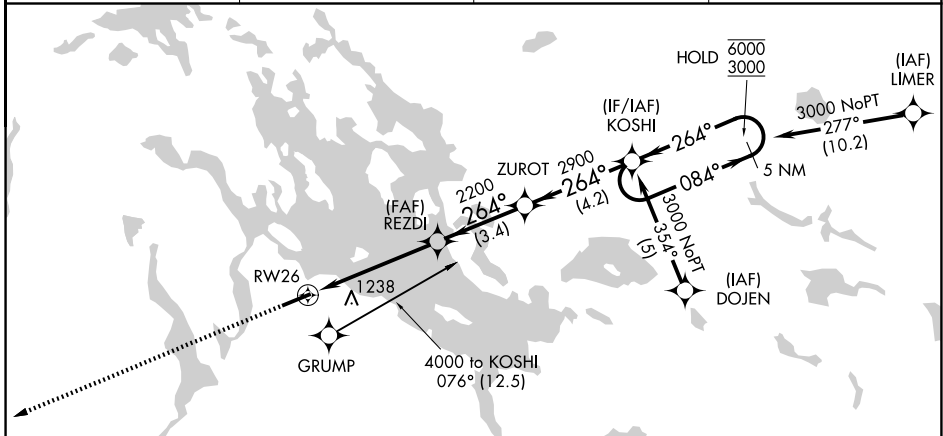 HOLD 6000
3000
(IAF)
LIMER
3000 NoPT
277°
(10.2)
(IF/IAF)
KOSHI
264°
084°
5 NM
ZUROT
2900
264°
(4.2)
2200
264°
(3.4)
(FAF)
REZDI
3000 NoPT
354°
(5)
(IAF)
DOJEN
RW26
1238
GRUMP
4000 to KOSHI
076° (12.5)